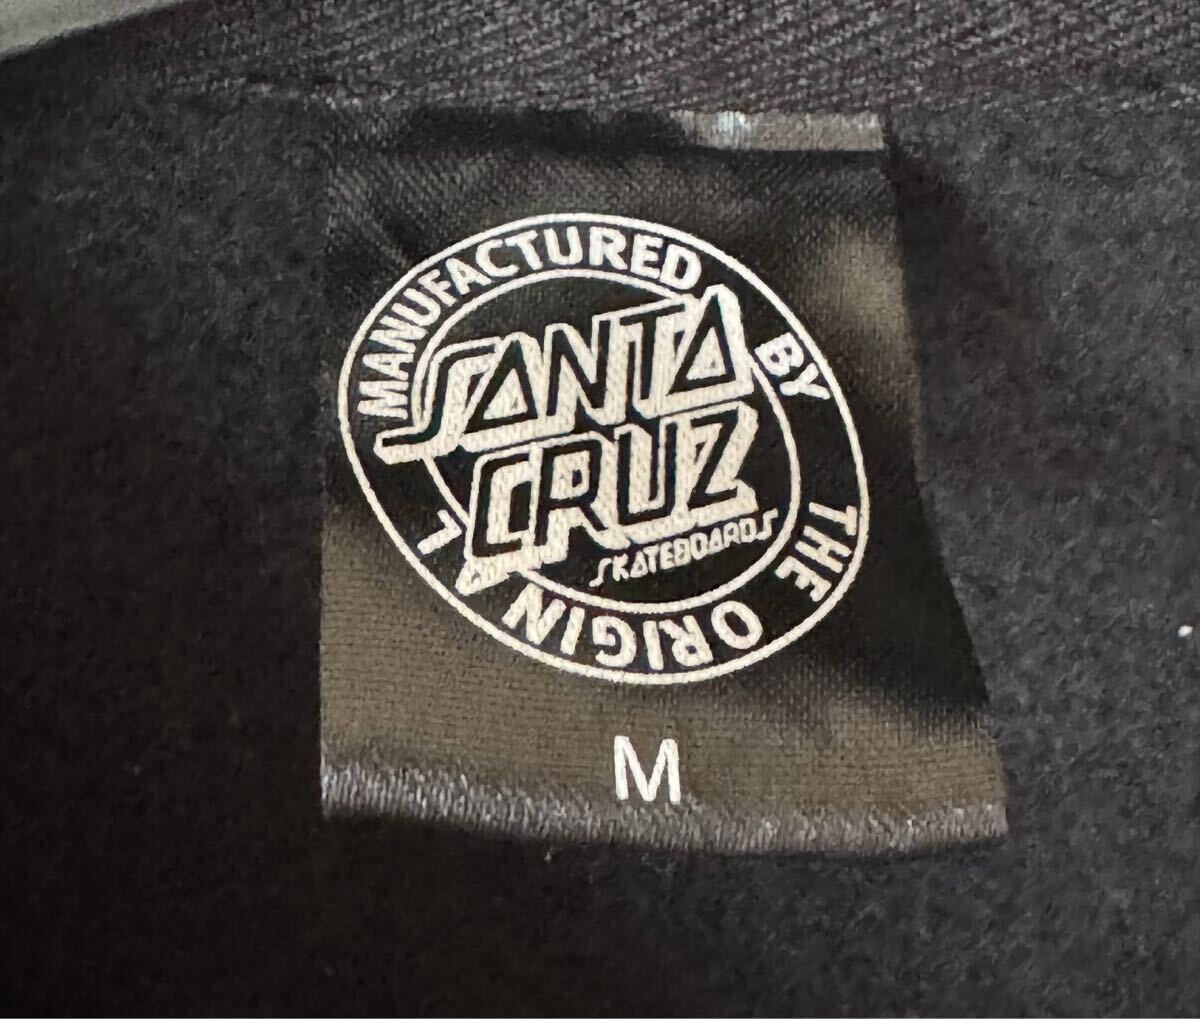 MANUFACTURED BY THE ORIGINAL
SANTA
CRUZ
SKATEBOARDS
M